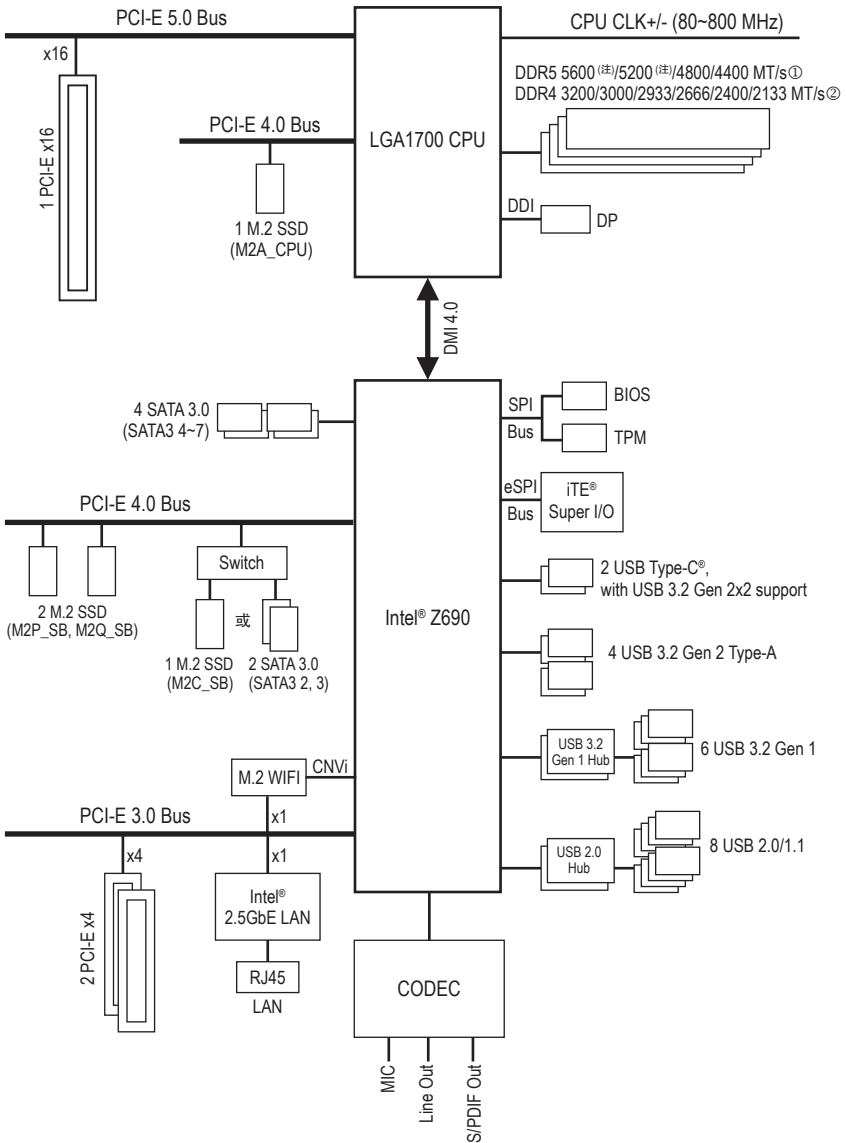 PCI-E 5.0 Bus
CPU CLK+/- (80~800 MHz)
x16
1 PCI-E x16
DDR5 5600 (注)/5200 (注)/4800/4400 MT/s①
DDR4 3200/3000/2933/2666/2400/2133 MT/s②
PCI-E 4.0 Bus
LGA1700 CPU
1 M.2 SSD
(M2A_CPU)
DDI
DP
DMI 4.0
4 SATA 3.0
(SATA3 4~7)
SPI
Bus
BIOS
TPM
eSPI
Bus
iTE®
Super I/O
PCI-E 4.0 Bus
Switch
2 M.2 SSD
(M2P_SB, M2Q_SB)
或
1 M.2 SSD
(M2C_SB)
2 SATA 3.0
(SATA3 2, 3)
Intel® Z690
2 USB Type-C®,
with USB 3.2 Gen 2x2 support
4 USB 3.2 Gen 2 Type-A
USB 3.2
Gen 1 Hub
6 USB 3.2 Gen 1
M.2 WIFI
CNVi
x1
PCI-E 3.0 Bus
x4
x1
2 PCI-E x4
Intel®
2.5GbE LAN
RJ45
LAN
USB 2.0
Hub
8 USB 2.0/1.1
CODEC
MIC
Line Out
S/PDIF Out